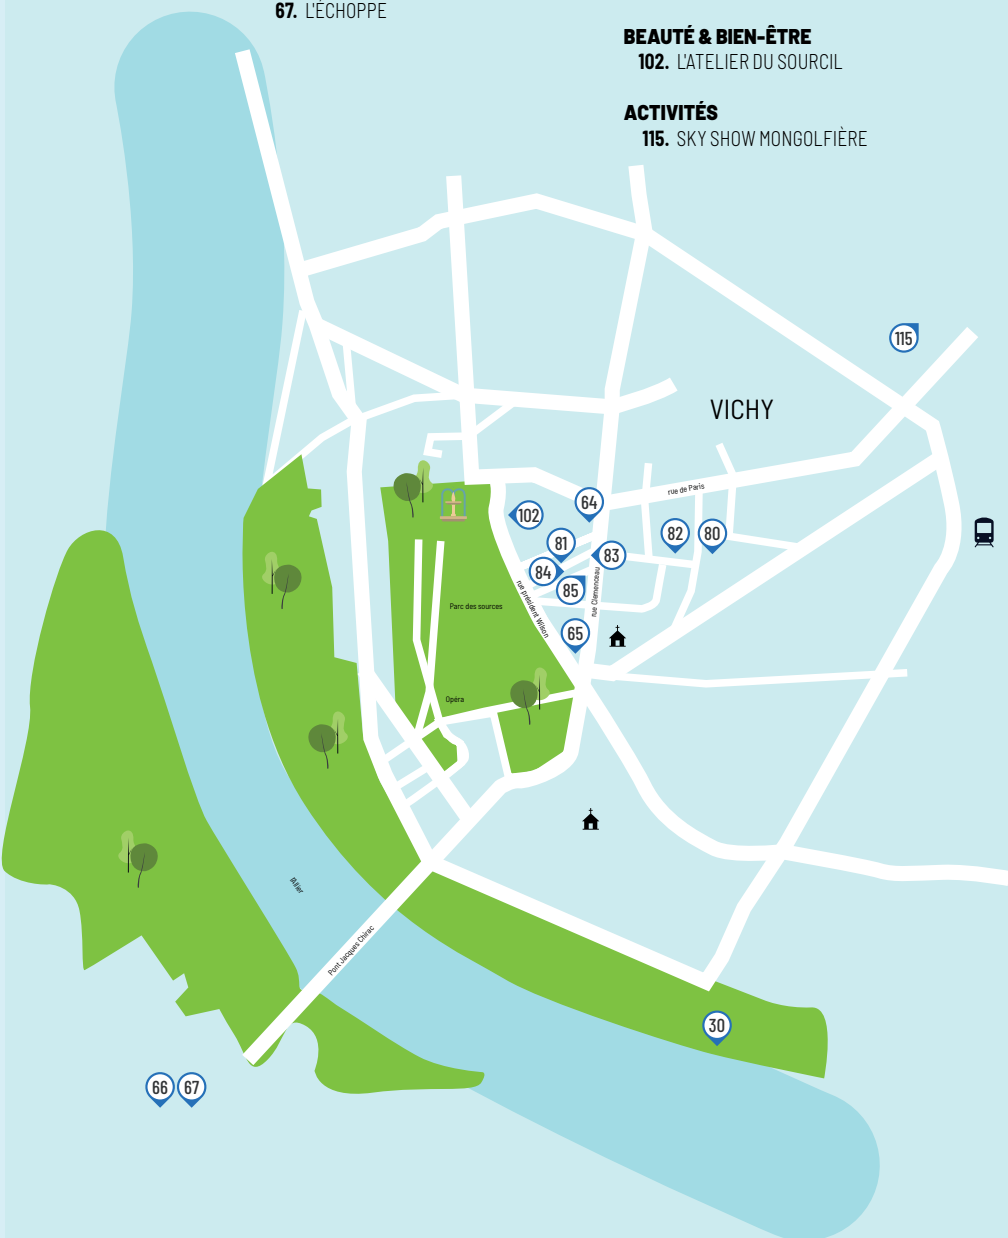 67. L'ÉCHOPPE
BEAUTÉ & BIEN-ÊTRE
102. L'ATELIER DU SOURCIL
ACTIVITÉS
115. SKY SHOW MONGOLFIÈRE
115
VICHY
rue de Paris
102
64
81
83
82
80
84
85
rue Clemenceau
rue président Wilson
Parc des sources
65
Opéra
l'Allier
Pont Jacques Chirac
30
66
67